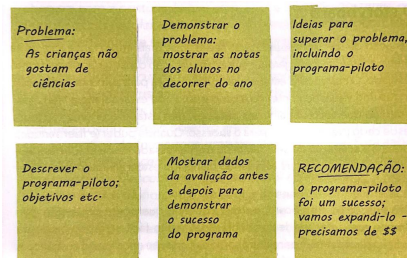 Problema:
As crianças não
gostam de
ciências
Demonstrar o
problema:
mostrar as notas
dos alunos no
decorrer do ano
Ideias para
superar o problema,
incluindo o
programa-piloto
Descrever o
programa-piloto;
objetivos etc.
Mostrar dados
da avaliação antes
e depois para
demonstrar
o sucesso
do programa
RECOMENDAÇÃO:
o programa-piloto
foi um sucesso;
vamos expandi-lo –
precisamos de $$